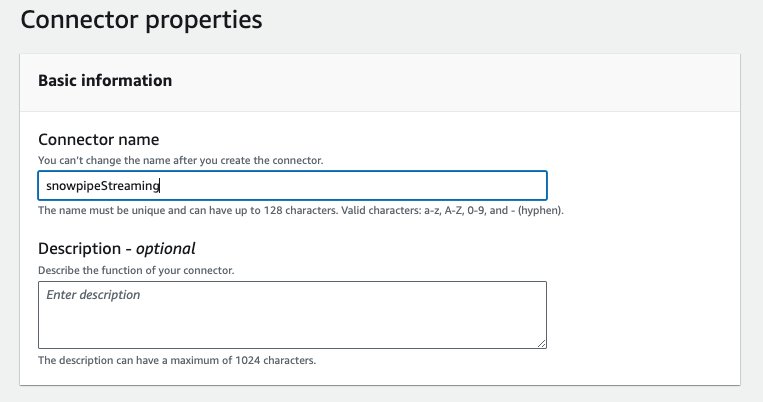 Connector properties
Basic information
Connector name
You can't change the name after you create the connector.
snowpipeStreaming
The name must be unique and can have up to 128 characters. Valid characters: a-z, A-Z, 0-9, and - (hyphen).
Description - optional
Describe the function of your connector.
Enter description
The description can have a maximum of 1024 characters.